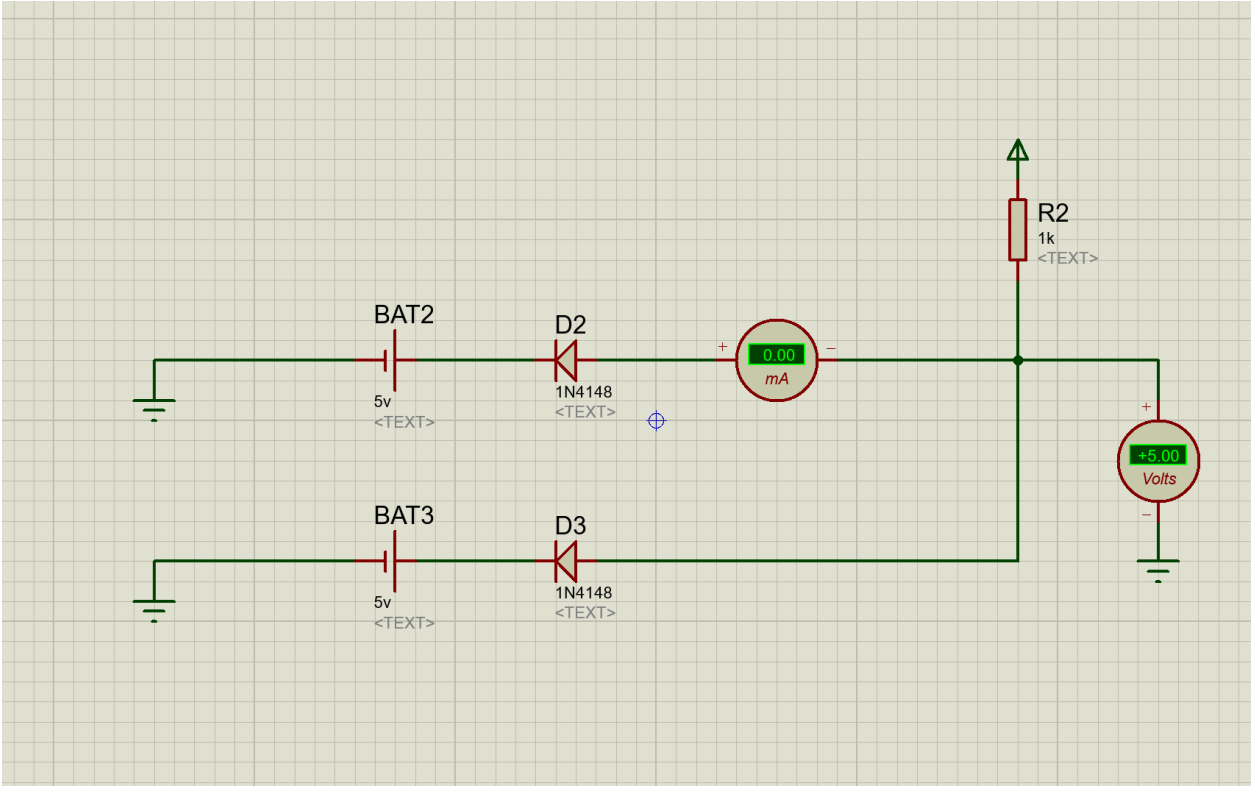 R2
1k
<TEXT>
BAT2
5v
<TEXT>
D2
1N4148
<TEXT>
+
0.00
mA
−
+
+5.00
Volts
−
BAT3
5v
<TEXT>
D3
1N4148
<TEXT>